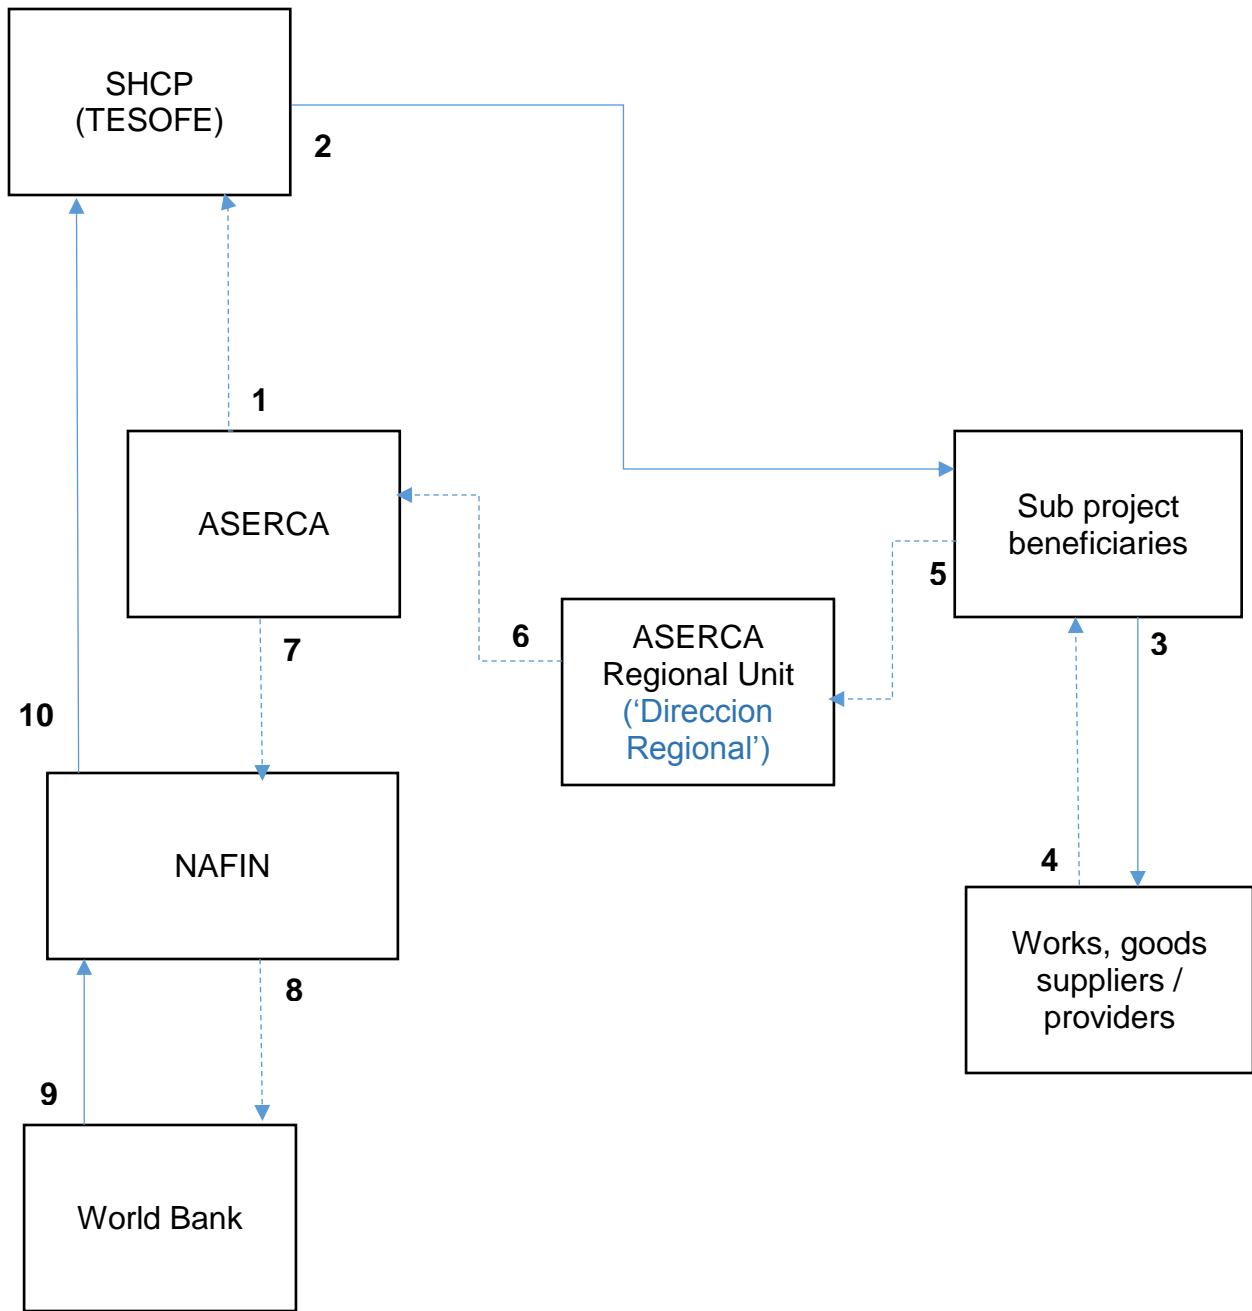 SHCP
(TESOFE)
2
1
ASERCA
Sub project
beneficiaries
5
6
ASERCA
Regional Unit
(‘Direccion
Regional’)
3
7
10
NAFIN
4
Works, goods
suppliers /
providers
8
9
World Bank